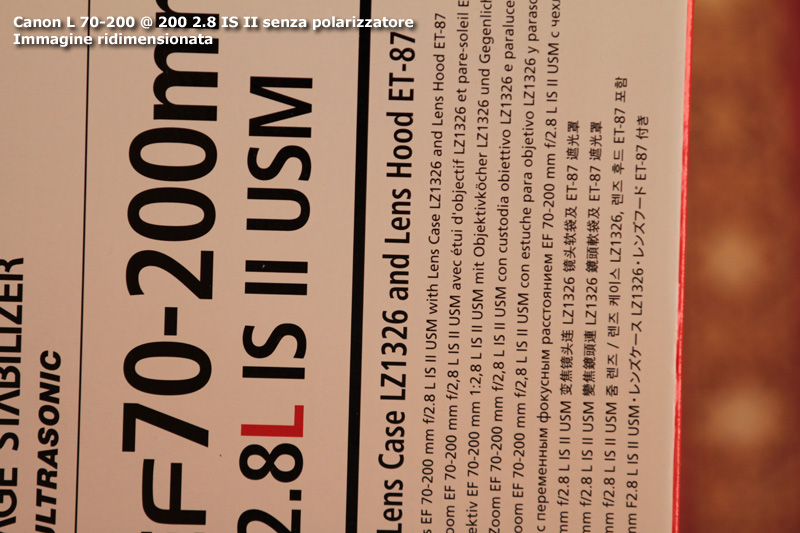 Canon L 70-200 @ 200 2.8 IS II senza polarizzatore
Immagine ridimensionata
STABILIZER
ULTRASONIC
EF70-200m
2.8L IS II USM
Lens Case LZ1326 and Lens Hood ET-87
EF 70-200 mm f/2.8 L IS II USM with Lens Case LZ1326 and Lens Hood ET-87
EF 70-200 mm f/2,8 L IS II USM avec étui d'objectif LZ1326 et pare-soleil
EF 70-200 mm 1:2,8 L IS II USM mit Objektivköcher LZ1326 und
Zoom EF 70-200 mm f/2,8 L IS II USM con custodia obiettivo LZ1326 e paraluce
EF 70-200 mm f/2,8 L IS II USM con estuche para objetivo LZ1326 y
с переменным фокусным расстоянием EF 70-200 mm f/2.8 L IS II USM с
mm f/2.8 L IS II USM 变焦镜头连 LZ1326 镜头软袋及 ET-87 遮光罩
mm f/2.8 L IS II USM 變焦鏡頭連 LZ1326 鏡頭軟袋及 ET-87 遮光罩
mm f/2.8 L IS II USM 줌 렌즈 / 렌즈 케이스 LZ1326, 렌즈 후드 ET-87 포함
mm F2.8 L IS II USM・レンズケース LZ1326・レンズフード ET-87 付き